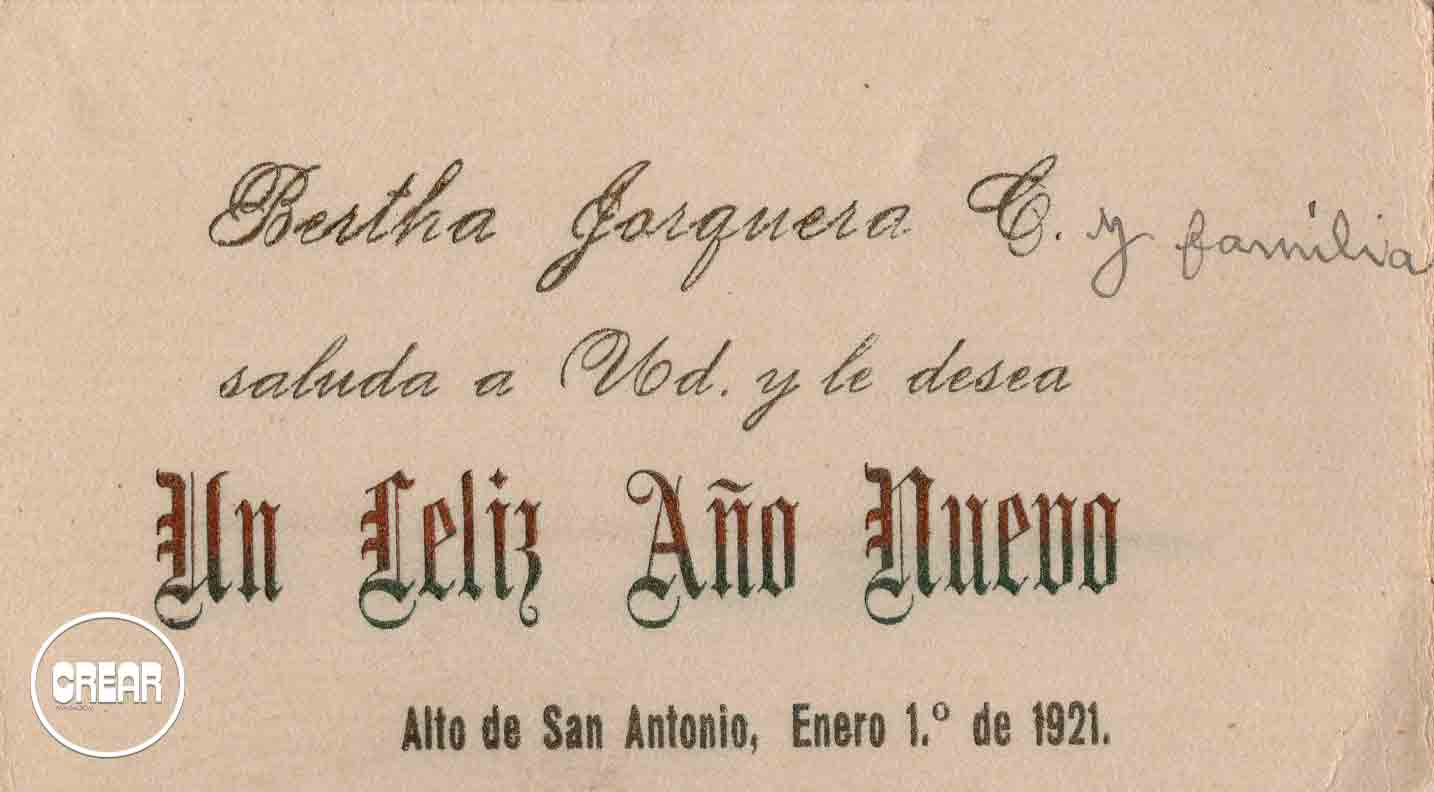 Bertha Jorquera C. y familia
saluda a Ud. y le desea
Un Feliz Año Nuevo
Alto de San Antonio, Enero 1.º de 1921.
CREAR